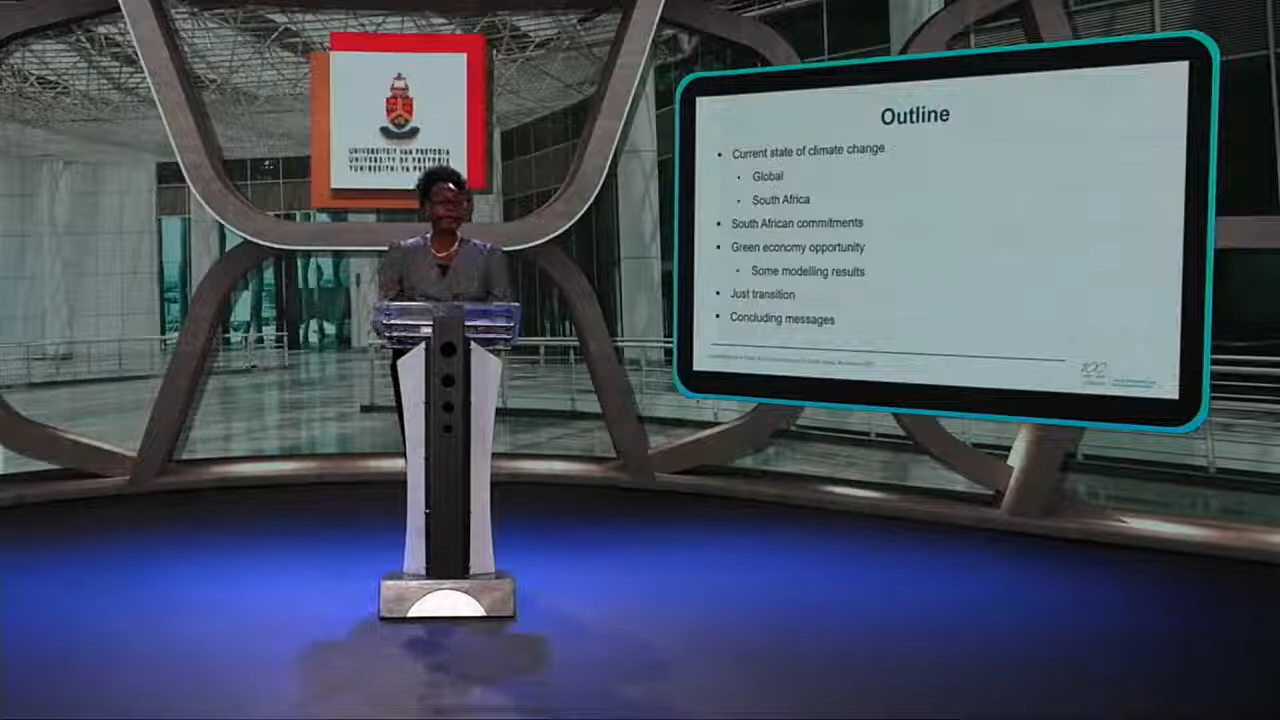 UNIVERSITEIT VAN PRETORIA
UNIVERSITY OF PRETORIA
YUNIBESITHI YA
Outline
• Current state of climate change
• Global
• South Africa
• South African commitments
• Green economy opportunity
• Some modelling results
• Just transition
• Concluding messages
100